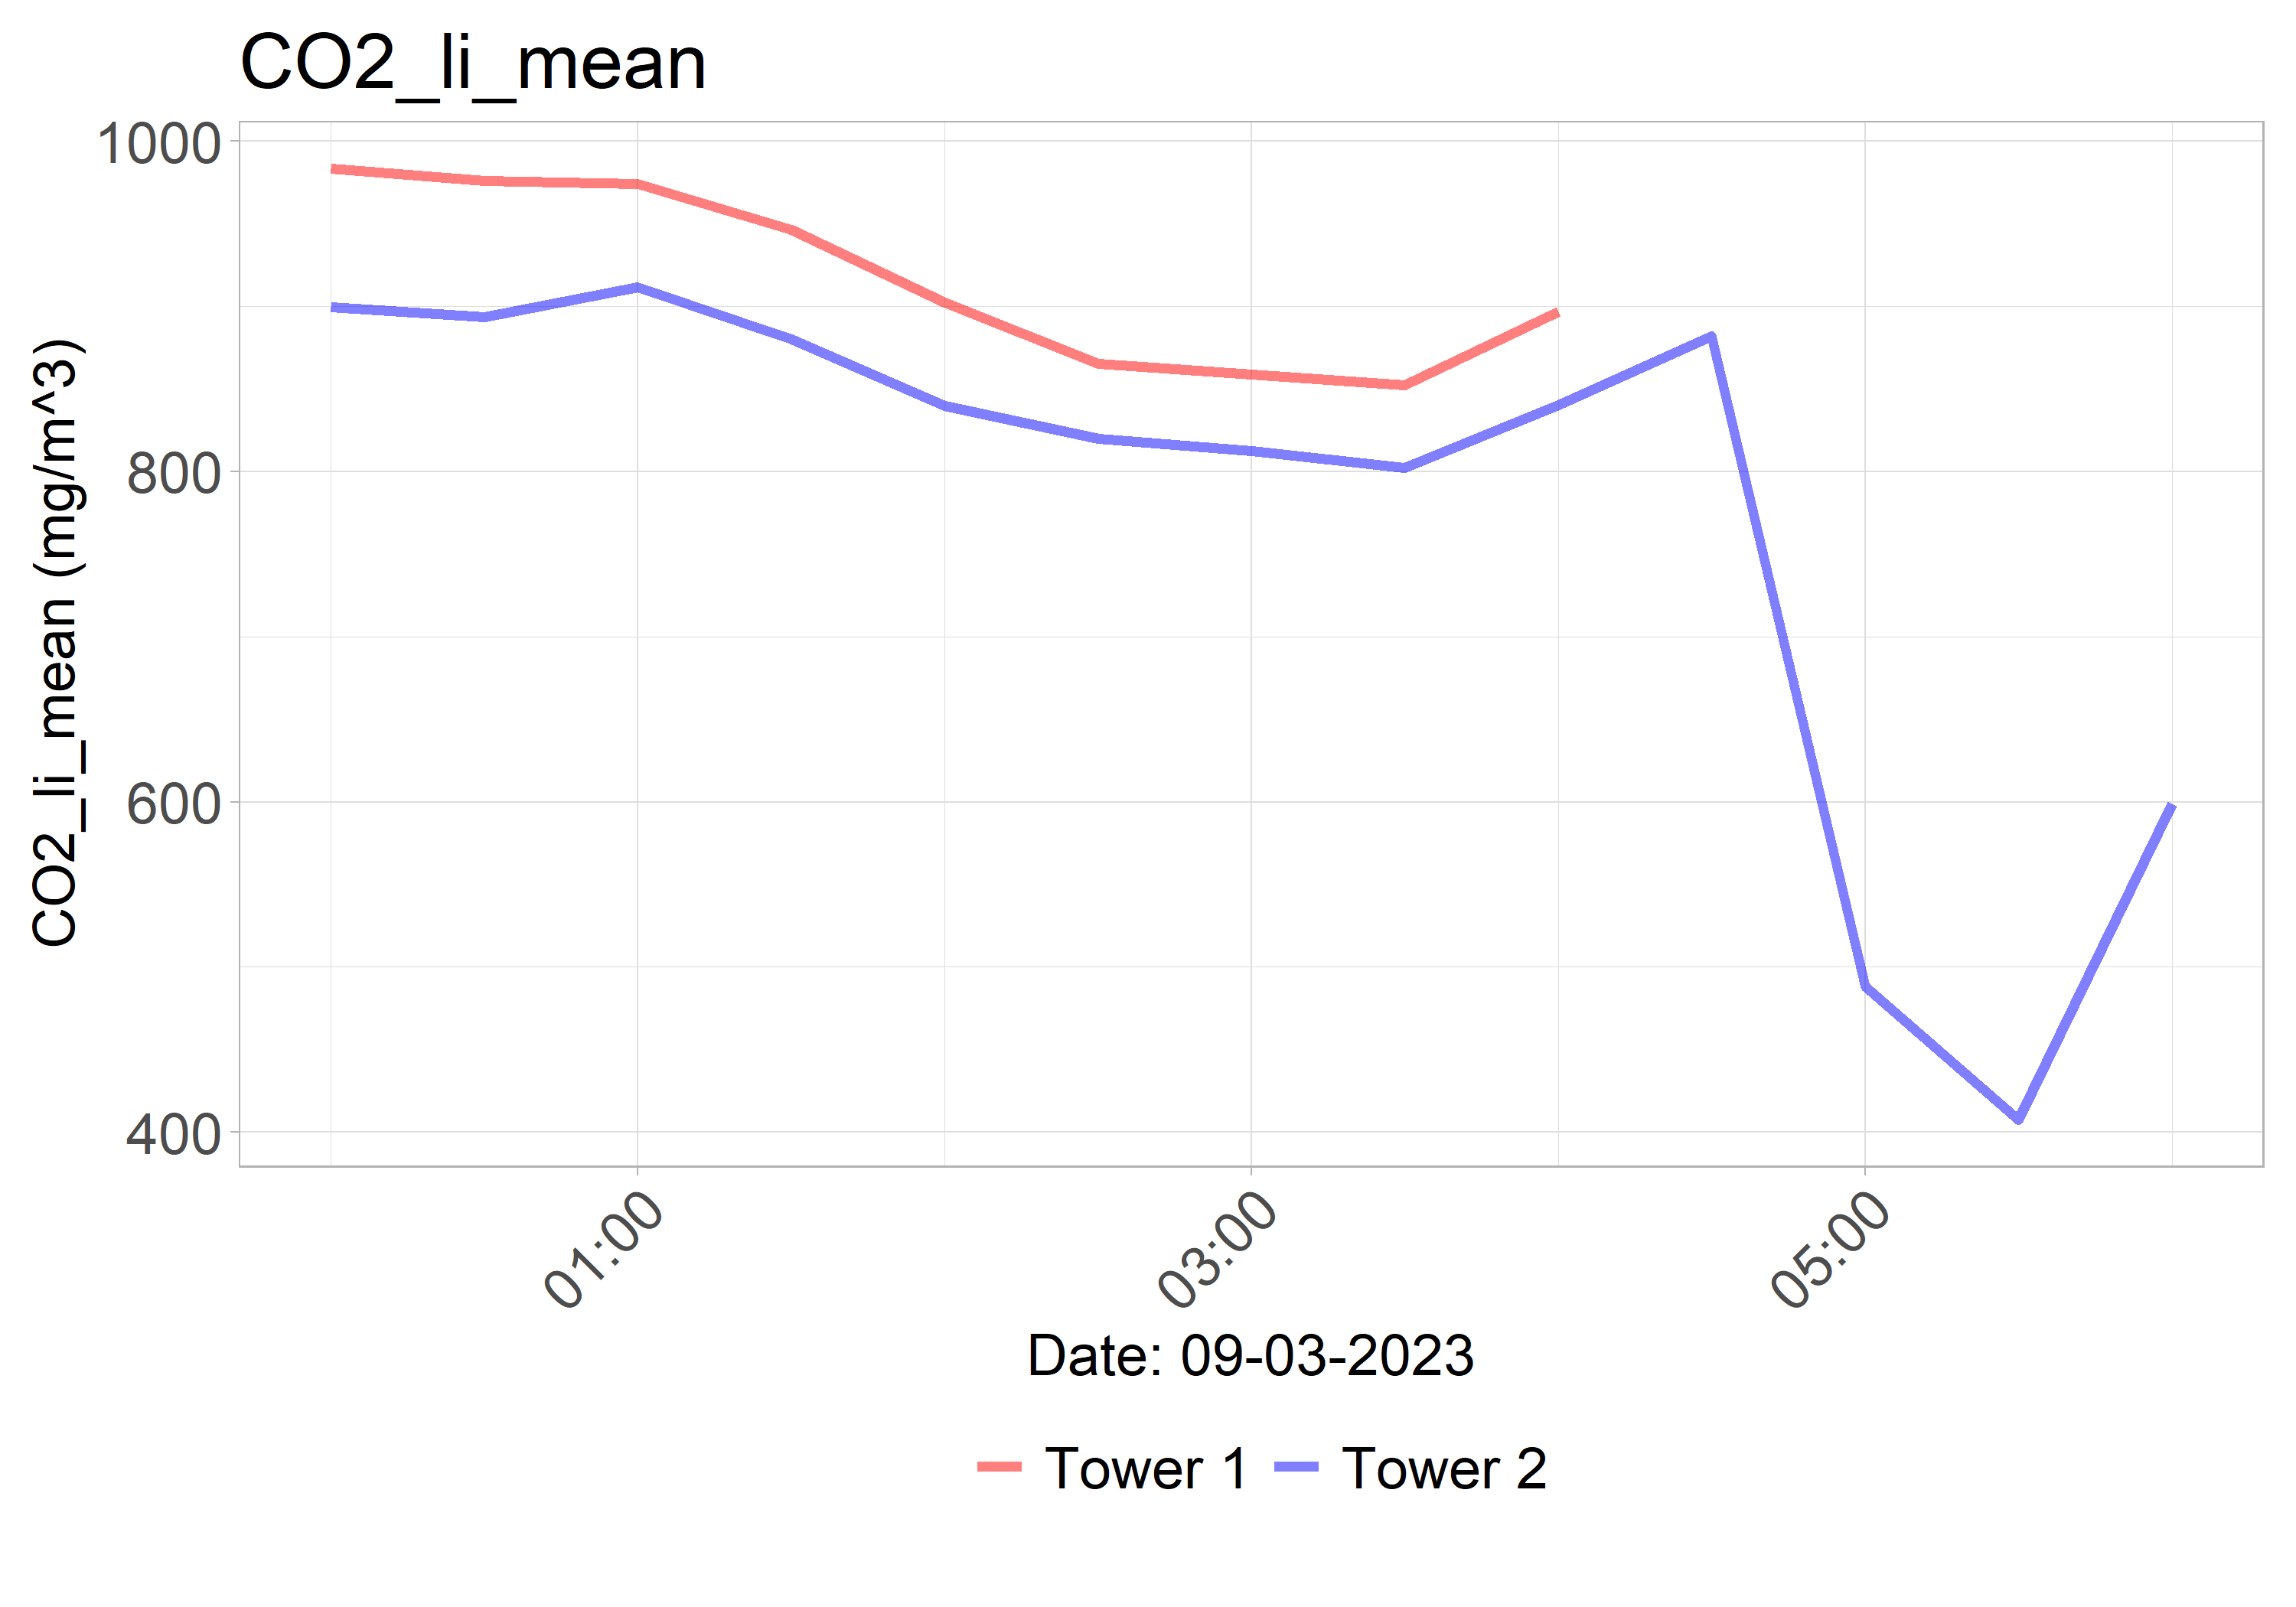 CO2_li_mean
CO2_li_mean (mg/m^3)
1000
800
600
400
01:00
03:00
05:00
Date: 09-03-2023
Tower 1
Tower 2